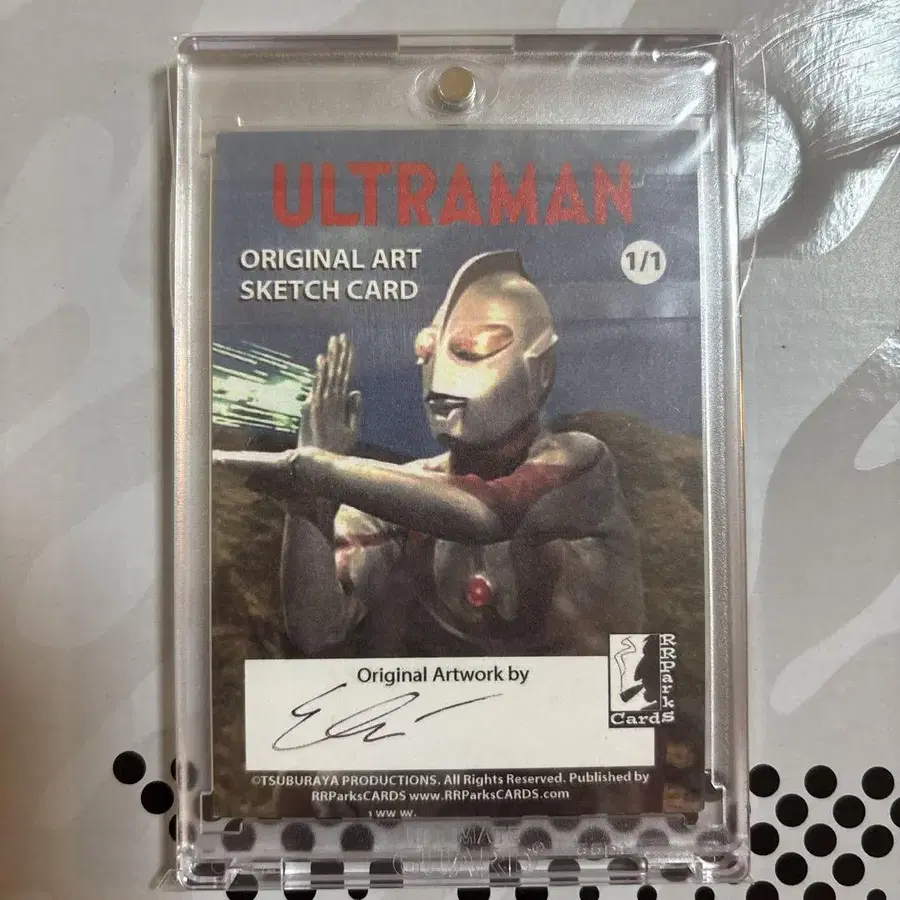 ULTRAMAN
ORIGINAL ART
1/1
SKETCH CARD
Original Artwork by
RRParks
Cards
©TSUBURAYA PRODUCTIONS. All Rights Reserved. Published by
RRParksCARDS www.RRParksCARDS.com
GUARD